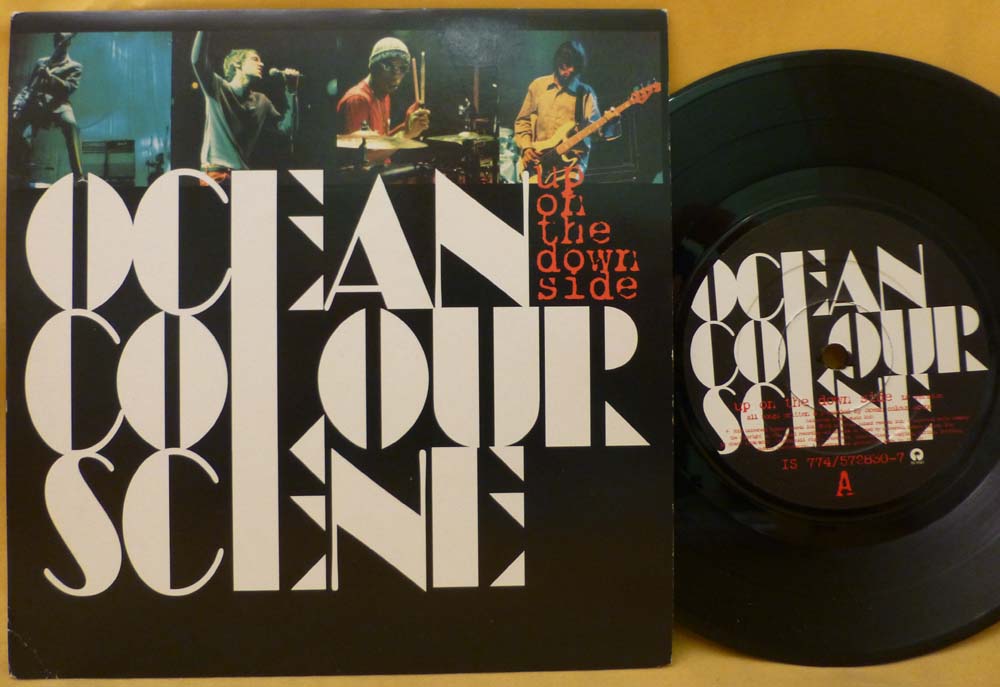 OCEAN
COLOUR
SCENE
up
on
the
down
side
OCEAN
COLOUR
SCENE
up on the down side
IS 774/572830-7
A